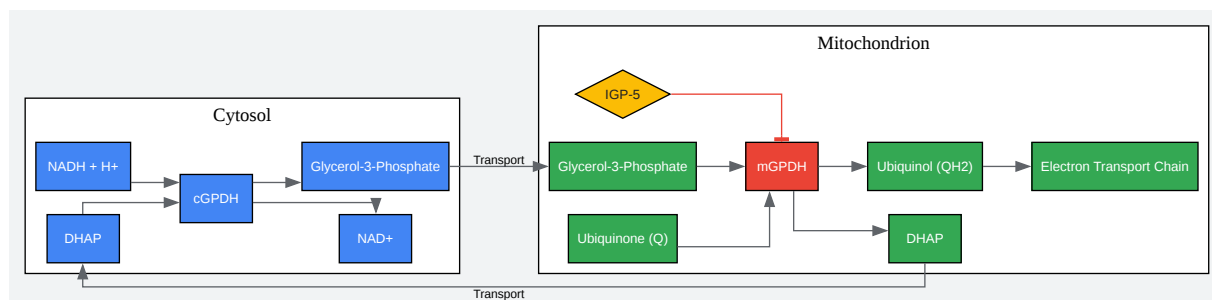 Mitochondrion
IGP-5
Cytosol
NADH + H+
Glycerol-3-Phosphate
Transport
Glycerol-3-Phosphate
mGPDH
Ubiquinol (QH2)
Electron Transport Chain
cGPDH
DHAP
NAD+
Ubiquinone (Q)
DHAP
Transport